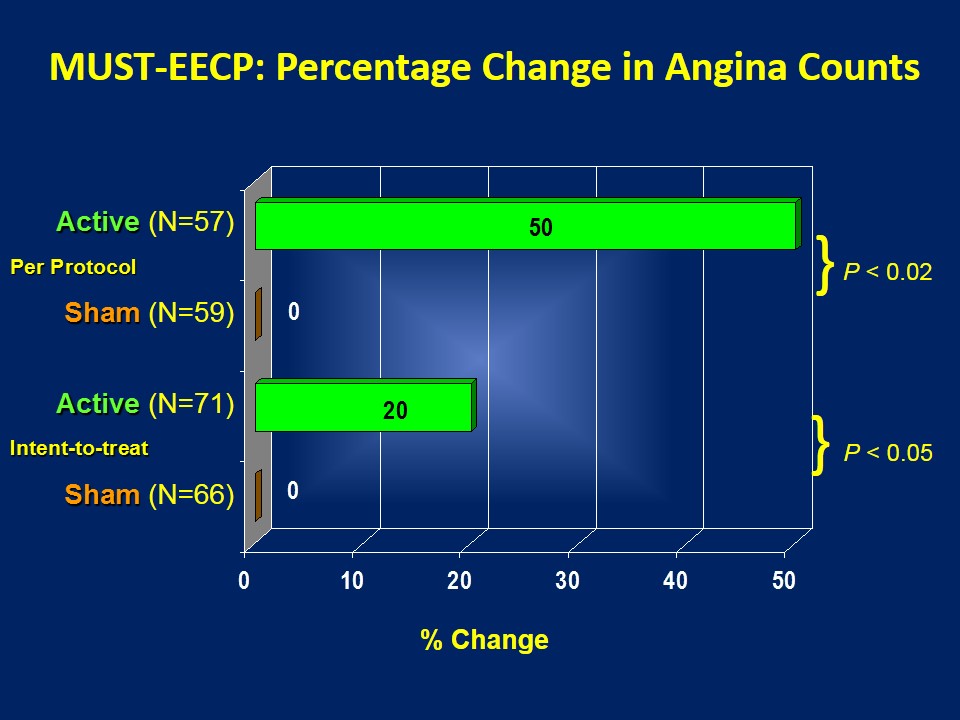 MUST-EECP: Percentage Change in Angina Counts
Active (N=57)
50
Per Protocol
} P < 0.02
Sham (N=59)
0
Active (N=71)
20
Intent-to-treat
} P < 0.05
Sham (N=66)
0
0 10 20 30 40 50
% Change